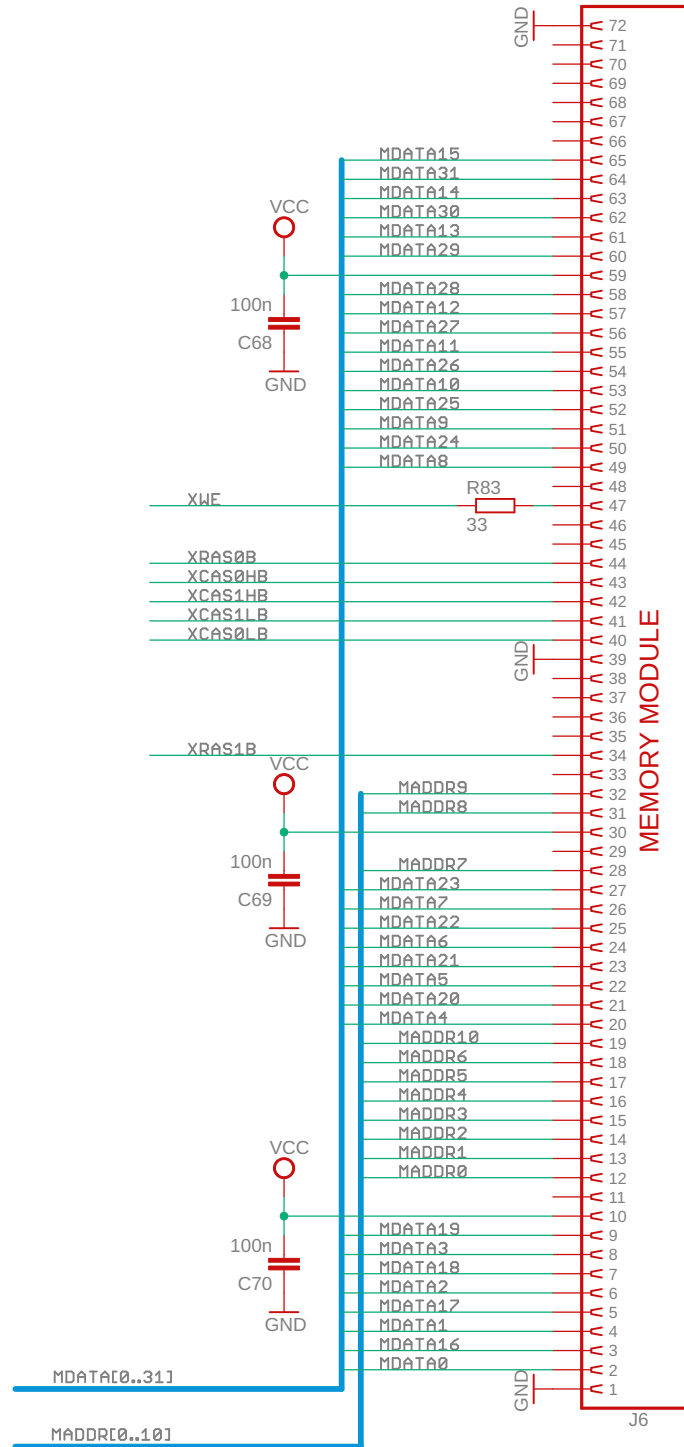 GND 72
71
70
69
68
67
66
MDATA15 65
MDATA31 64
MDATA14 63
MDATA30 62
VCC
MDATA13 61
MDATA29 60
59
MDATA28 58
100n
MDATA12 57
MDATA27 56
C68
MDATA11 55
MDATA26 54
GND
MDATA10 53
MDATA25 52
MDATA9 51
MDATA24 50
MDATA8 49
R83 48
XWE 47
33 46
45
XRAS0B 44
XCAS0HB 43
XCAS1HB 42
XCAS1LB 41
XCAS0LB 40
GND 39
38
37
36
35
XRAS1B 34
VCC
33
MADDR9 32
MADDR8 31
30
MEMORY MODULE
29
100n
MADDR7 28
MDATA23 27
C69
MDATA7 26
MDATA22 25
GND
MDATA6 24
MDATA21 23
MDATA5 22
MDATA20 21
MDATA4 20
MADDR10 19
MADDR6 18
MADDR5 17
MADDR4 16
MADDR3 15
MADDR2 14
VCC
MADDR1 13
MADDR0 12
11
10
MDATA19 9
100n
MDATA3 8
MDATA18 7
C70
MDATA2 6
MDATA17 5
GND
MDATA1 4
MDATA16 3
MDATA0 2
MDATA[0..31]
GND 1
J6
MADDR[0..10]